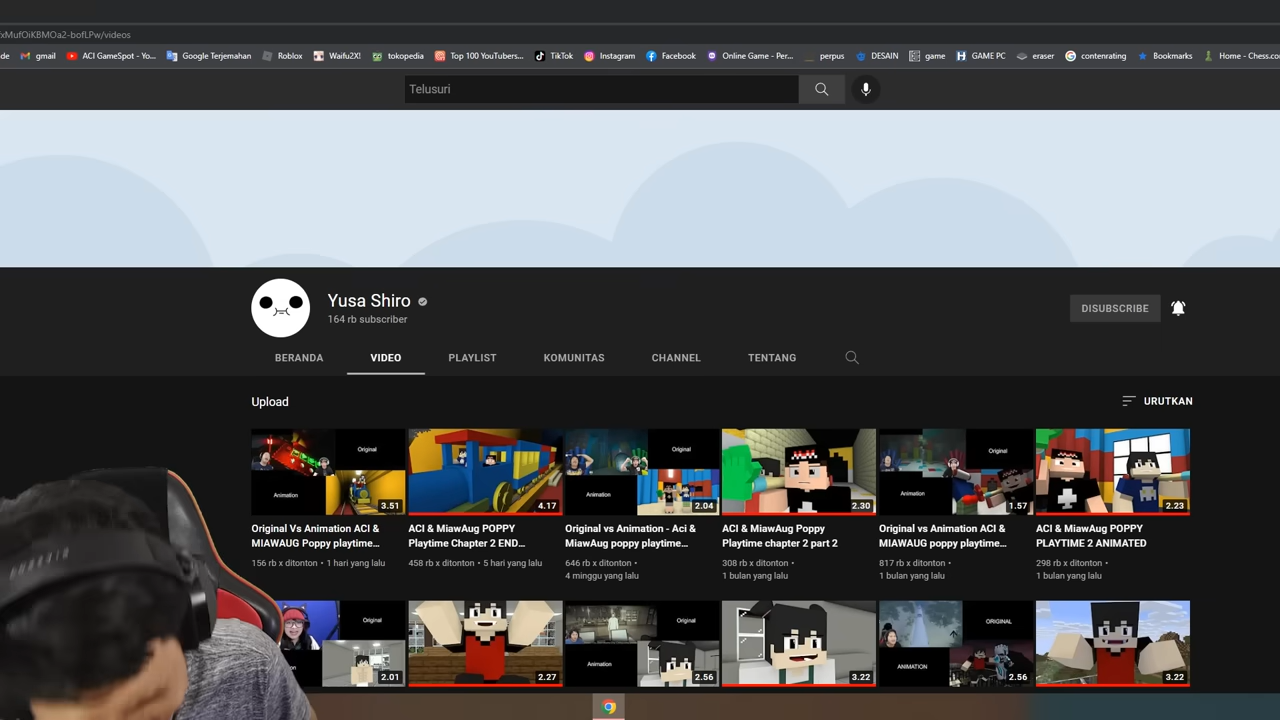 xMufOiKBMOa2-bofLPw/videos
de gmail ACI GameSpot - Yo... Google Terjemahan Roblox Waifu2X! tokopedia Top 100 YouTubers... TikTok Instagram Facebook Online Game - Per... perpus DESAIN game GAME PC eraser contenrating Bookmarks Home - Chess.co
Telusuri
Yusa Shiro
164 rb subscriber
DISUBSCRIBE
BERANDA VIDEO PLAYLIST KOMUNITAS CHANNEL TENTANG
Upload
URUTKAN
Original
Animation
3.51
4.17
Original
Animation
2.04
2.30
Original
Animation
1.57
2.23
Original Vs Animation ACI &
MIAWAUG Poppy playtime...
156 rb x ditonton • 1 hari yang lalu
ACI & MiawAug POPPY
Playtime Chapter 2 END...
458 rb x ditonton • 5 hari yang lalu
Original vs Animation - Aci &
MiawAug poppy playtime...
646 rb x ditonton •
4 minggu yang lalu
ACI & MiawAug Poppy
Playtime chapter 2 part 2
308 rb x ditonton •
1 bulan yang lalu
Original vs Animation ACI &
MIAWAUG poppy playtime...
817 rb x ditonton •
1 bulan yang lalu
ACI & MiawAug POPPY
PLAYTIME 2 ANIMATED
298 rb x ditonton •
1 bulan yang lalu
Original
2.01
2.27
Original
Animation
2.56
3.22
ORIGINAL
ANIMATION
2.56
3.22